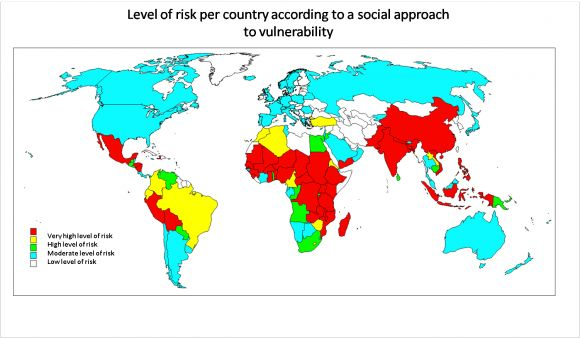 Level of risk per country according to a social approach
to vulnerability
Very high level of risk
High level of risk
Moderate level of risk
Low level of risk